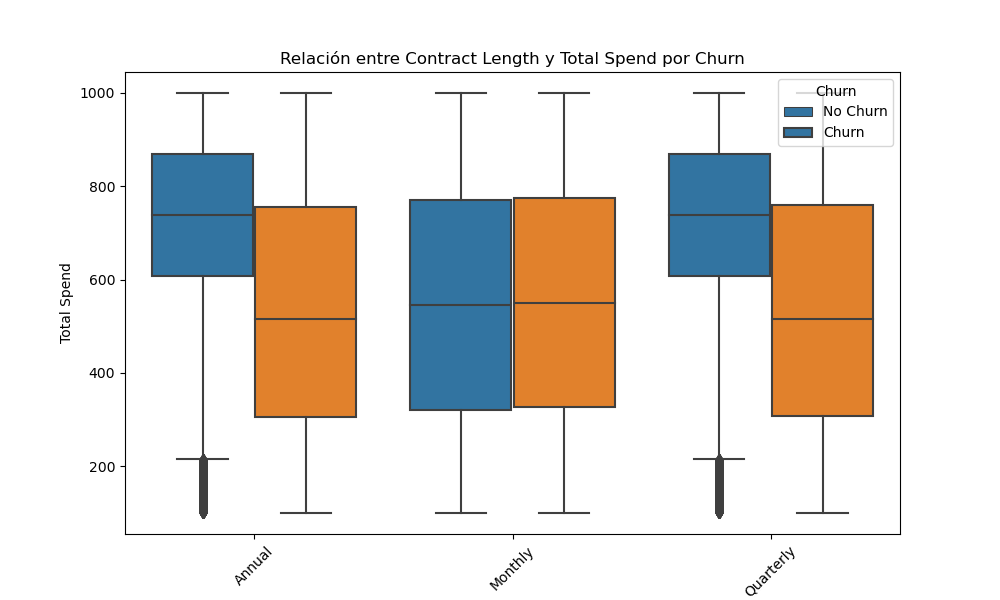 Relación entre Contract Length y Total Spend por Churn
Churn
No Churn
Churn
1000
800
600
400
200
Total Spend
Annual
Monthly
Quarterly